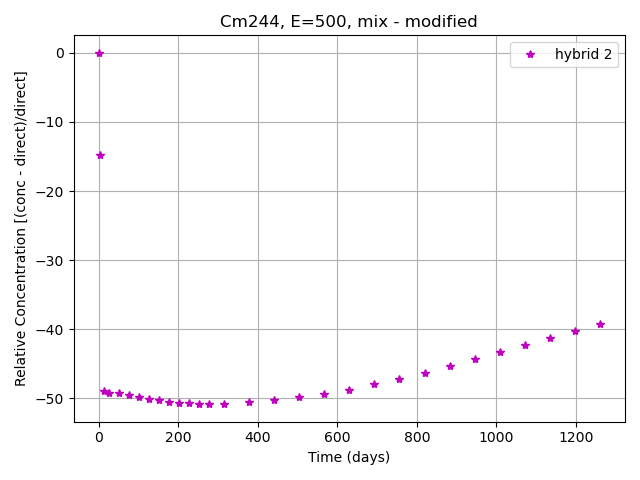 Cm244, E=500, mix - modified
hybrid 2
Relative Concentration [(conc - direct)/direct]
0
−10
−20
−30
−40
−50
0 200 400 600 800 1000 1200
Time (days)